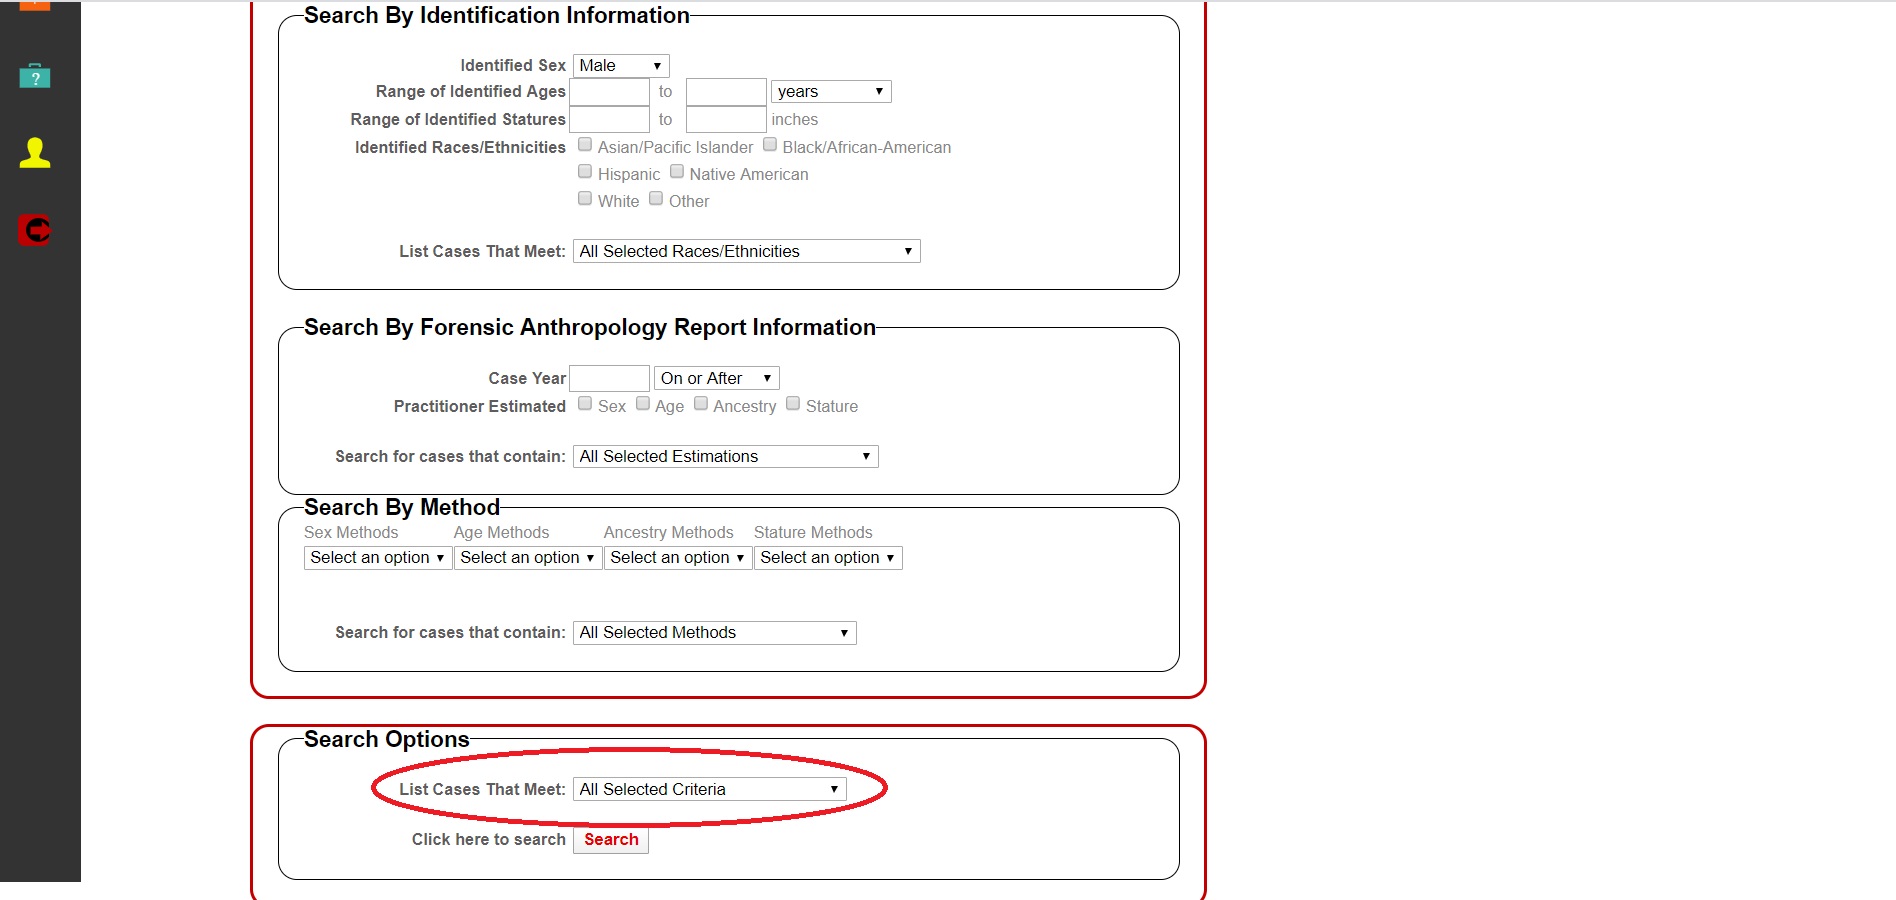 Search By Identification Information
Identified Sex Male
Range of Identified Ages to years
Range of Identified Statures to inches
Identified Races/Ethnicities Asian/Pacific Islander Black/African-American
Hispanic Native American
White Other
List Cases That Meet: All Selected Races/Ethnicities
Search By Forensic Anthropology Report Information
Case Year On or After
Practitioner Estimated Sex Age Ancestry Stature
Search for cases that contain: All Selected Estimations
Search By Method
Sex Methods Age Methods Ancestry Methods Stature Methods
Select an option Select an option Select an option Select an option
Search for cases that contain: All Selected Methods
Search Options
List Cases That Meet: All Selected Criteria
Click here to search Search
?